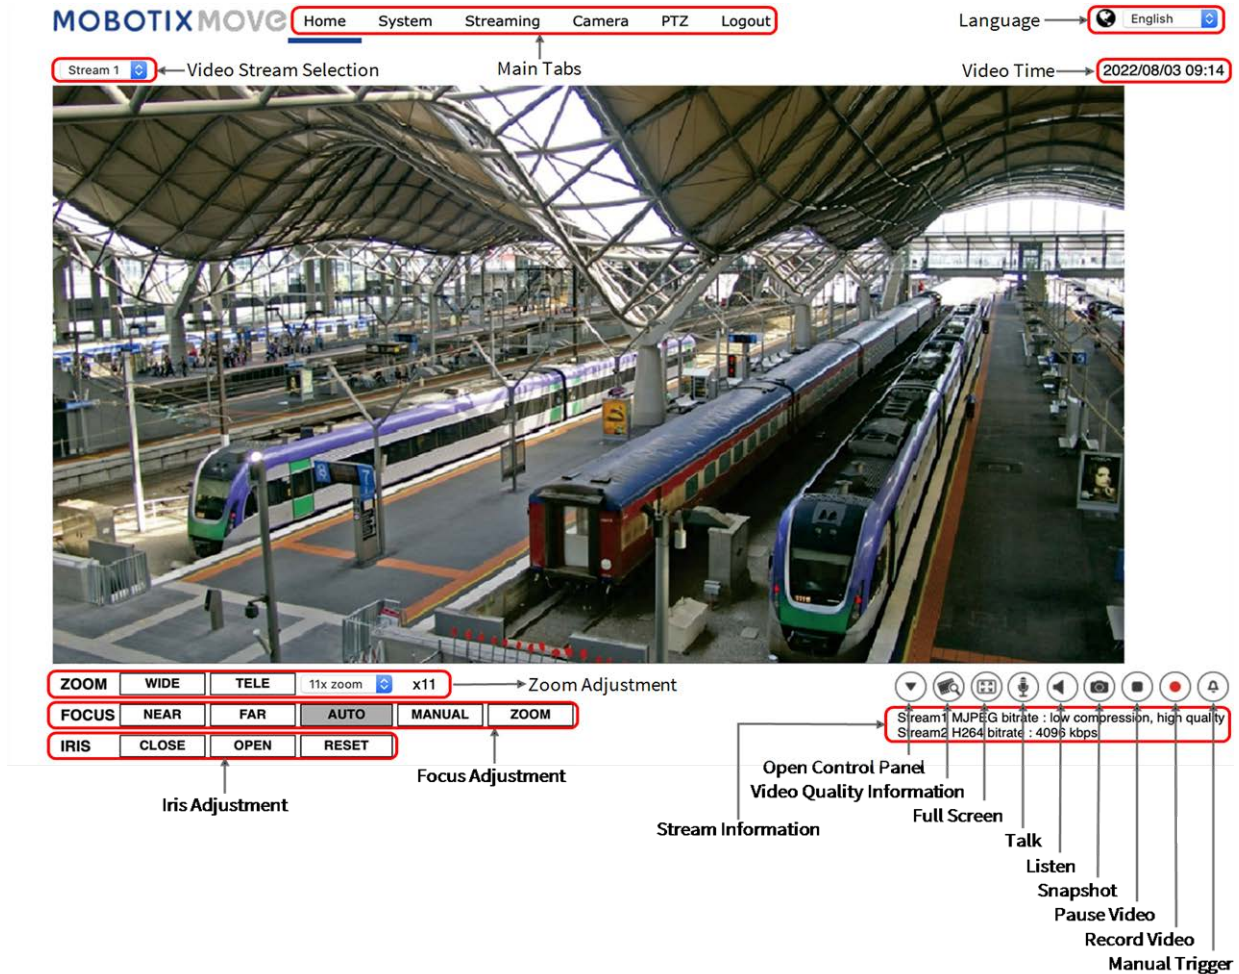 MOBOTIXMOVE
Home System Streaming Camera PTZ Logout
Language
English
Stream 1
Video Stream Selection
Main Tabs
Video Time
2022/08/03 09:14
ZOOM WIDE TELE 11x zoom x11
Zoom Adjustment
FOCUS NEAR FAR AUTO MANUAL ZOOM
IRIS CLOSE OPEN RESET
Stream1 MJPEG bitrate : low compression, high quality
Stream2 H264 bitrate : 4096 kbps
Focus Adjustment
Iris Adjustment
Open Control Panel
Video Quality Information
Full Screen
Stream Information
Talk
Listen
Snapshot
Pause Video
Record Video
Manual Trigger